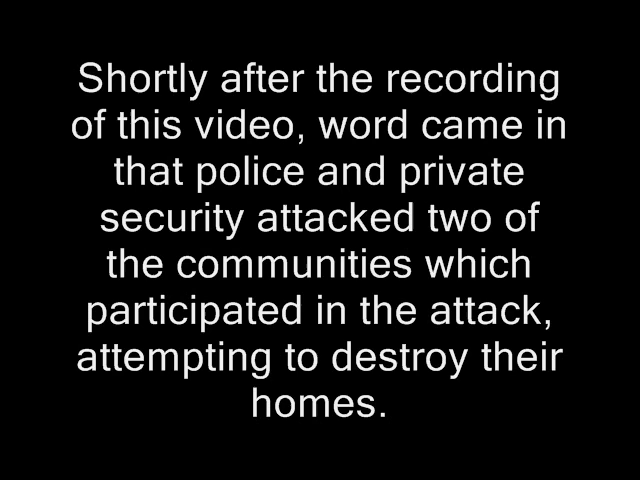 Shortly after the recording
of this video, word came in
that police and private
security attacked two of
the communities which
participated in the attack,
attempting to destroy their
homes.